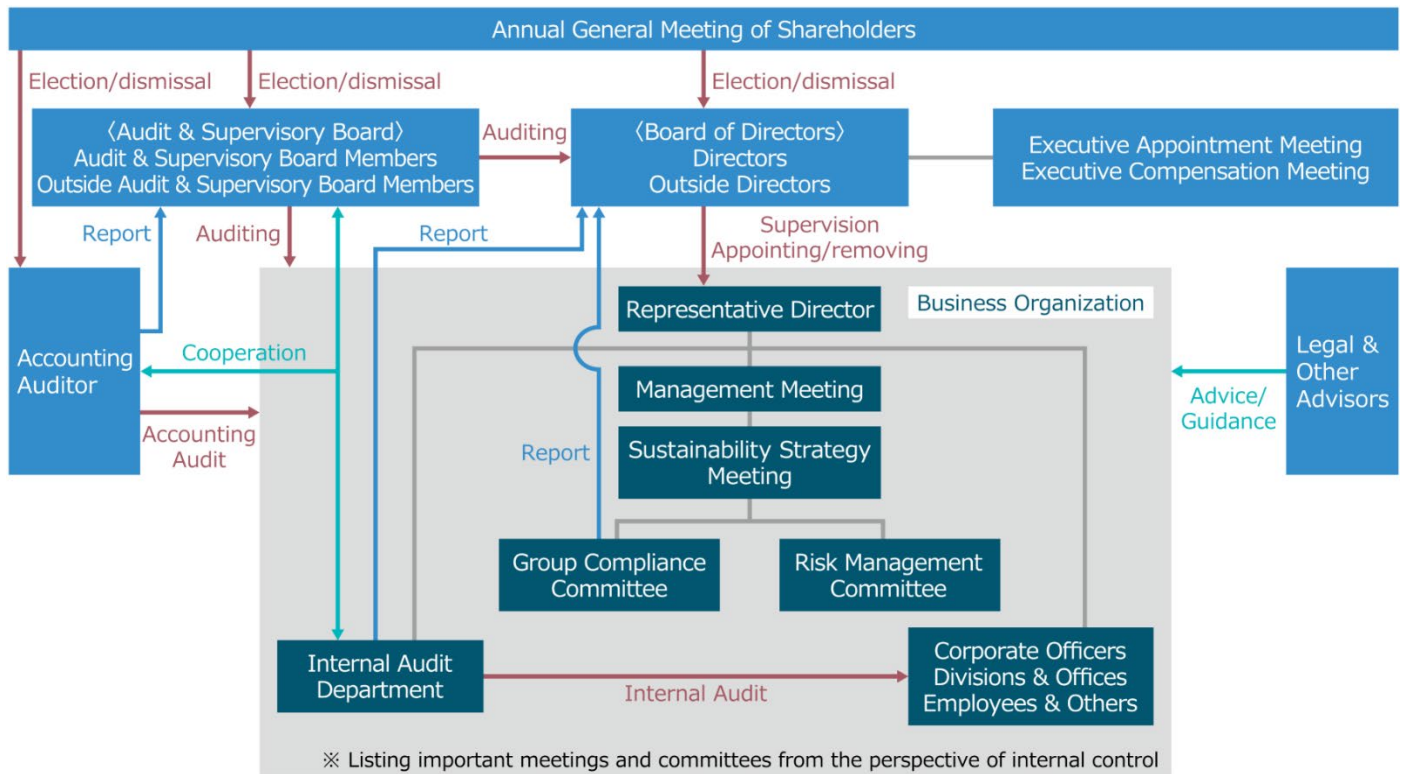 Annual General Meeting of Shareholders
Election/dismissal
Election/dismissal
Election/dismissal
〈Audit & Supervisory Board〉
Audit & Supervisory Board Members
Outside Audit & Supervisory Board Members
Auditing
〈Board of Directors〉
Directors
Outside Directors
Executive Appointment Meeting
Executive Compensation Meeting
Report
Auditing
Report
Supervision
Appointing/removing
Accounting
Auditor
Cooperation
Accounting
Audit
Representative Director
Business Organization
Management Meeting
Sustainability Strategy
Meeting
Report
Legal &
Other
Advisors
Advice/
Guidance
Group Compliance
Committee
Risk Management
Committee
Internal Audit
Department
Internal Audit
Corporate Officers
Divisions & Offices
Employees & Others
※ Listing important meetings and committees from the perspective of internal control